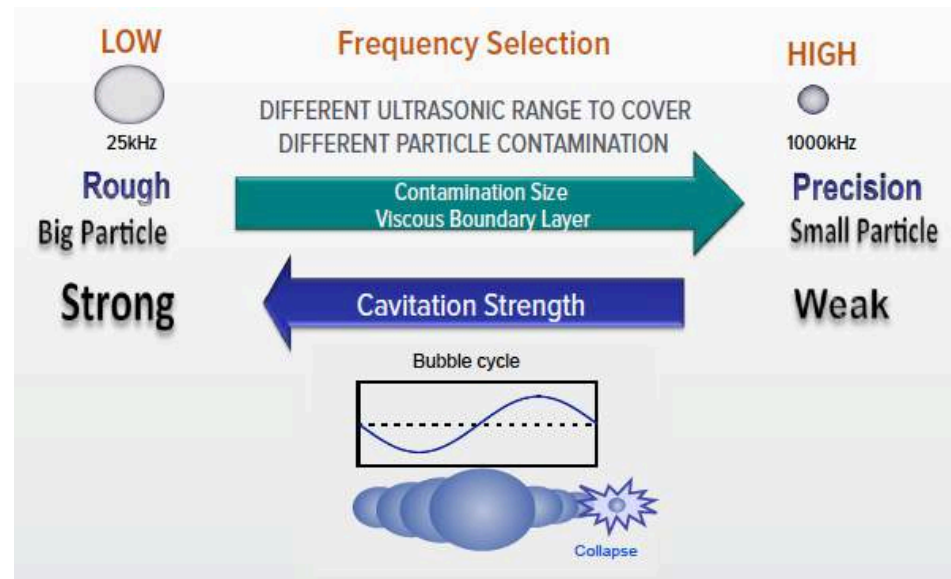 LOW
Frequency Selection
HIGH
25kHz
DIFFERENT ULTRASONIC RANGE TO COVER
DIFFERENT PARTICLE CONTAMINATION
1000kHz
Rough
Contamination Size
Viscous Boundary Layer
Precision
Big Particle
Small Particle
Strong
Cavitation Strength
Weak
Bubble cycle
Collapse